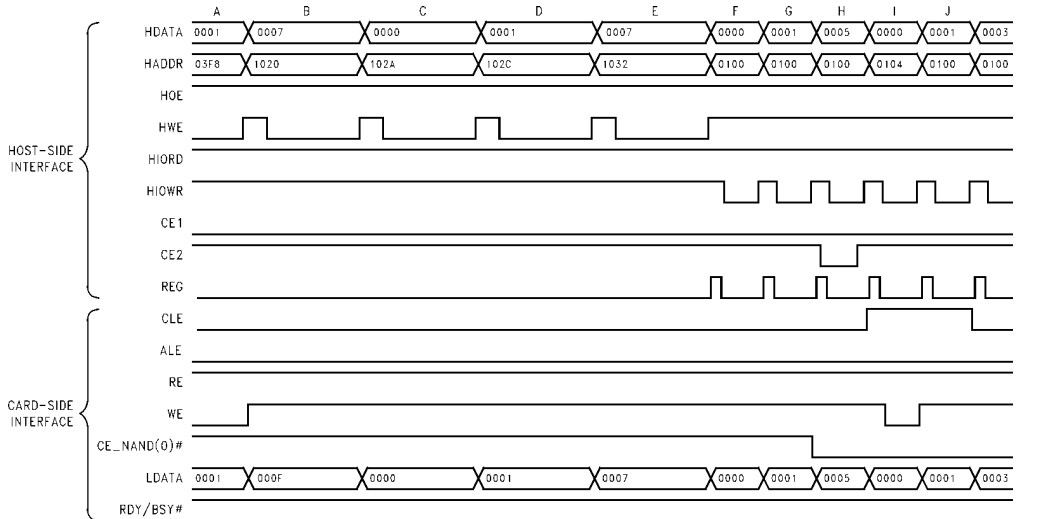 A B C D E F G H I J
HDATA 0001 0007 0000 0001 0007 0000 0001 0005 0000 0001 0003
HADDR 03F8 1020 102A 102C 1032 0100 0100 0100 0104 0100 0100
HOE
HWE
HOST-SIDE
INTERFACE
HIORD
HIOWR
CE1
CE2
REG
CLE
ALE
RE
CARD-SIDE
INTERFACE
WE
CE_NAND(0)#
LDATA 0001 000F 0000 0001 0007 0000 0001 0005 0000 0001 0003
RDY/BSY#